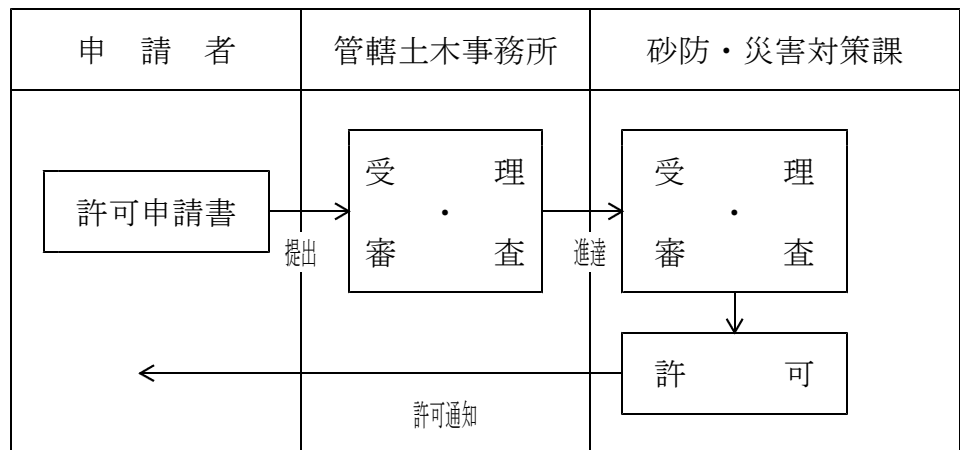 申請者
管轄土木事務所
砂防・災害対策課
許可申請書
提出
受理
・
審査
進達
受理
・
審査
許可
許可通知